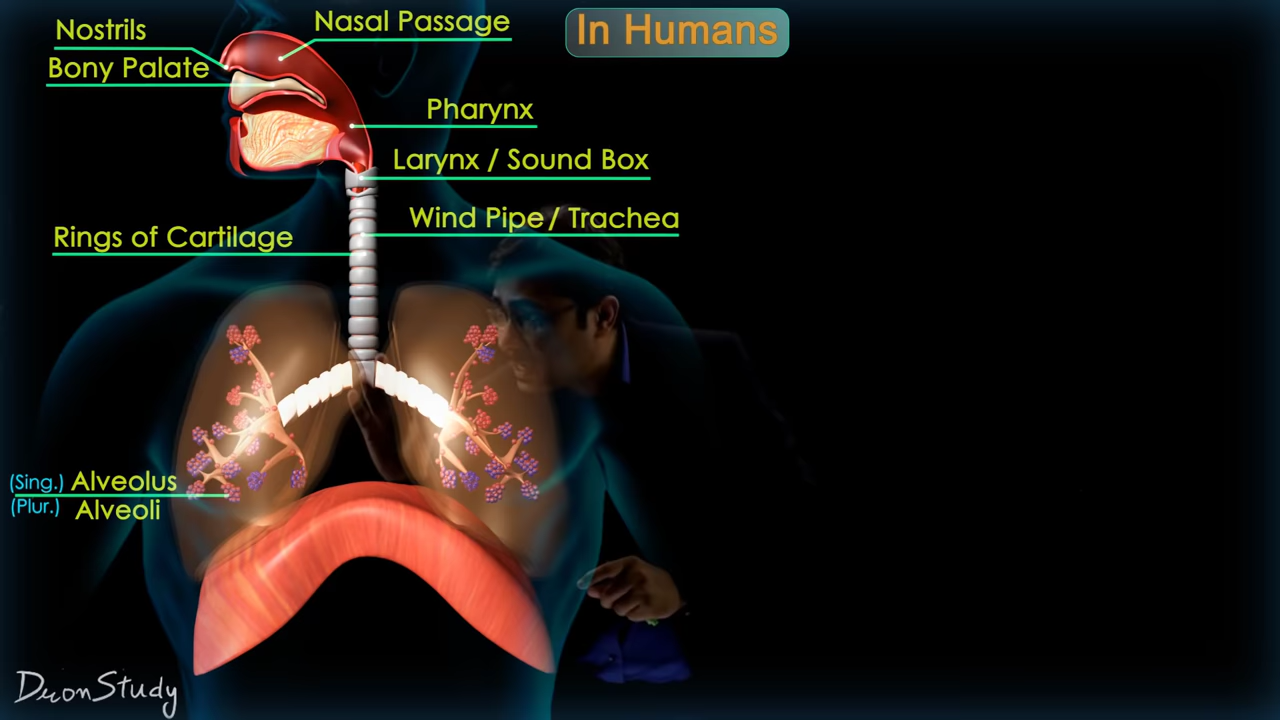 In Humans
Nostrils
Nasal Passage
Bony Palate
Pharynx
Larynx / Sound Box
Wind Pipe / Trachea
Rings of Cartilage
(Sing.) Alveolus
(Plur.) Alveoli
DronStudy